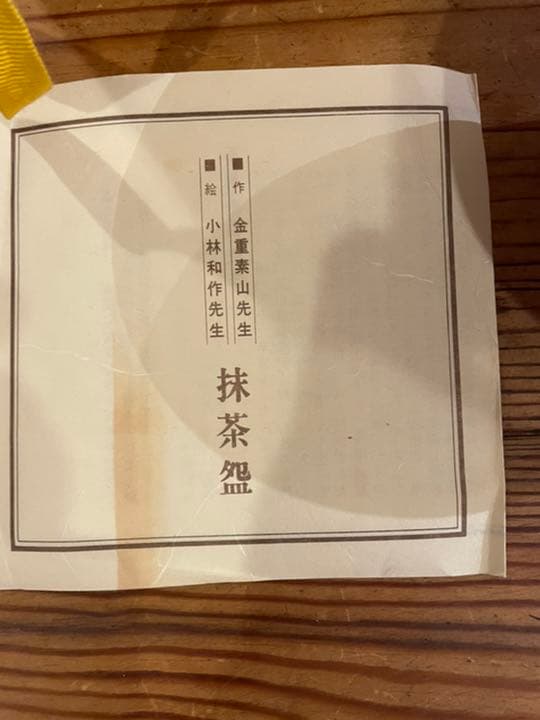 ■作 金重素山先生
■絵 小林和作先生
抹茶盌